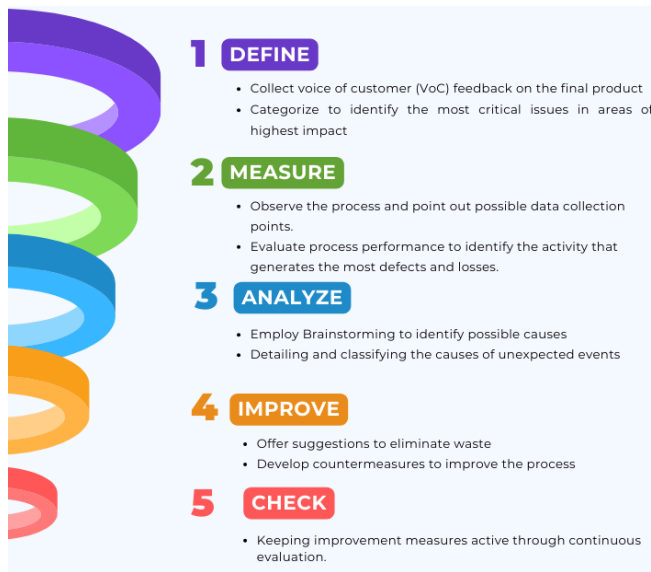 1 DEFINE
• Collect voice of customer (VoC) feedback on the final product
• Categorize to identify the most critical issues in areas of
highest impact
2 MEASURE
• Observe the process and point out possible data collection
points.
• Evaluate process performance to identify the activity that
generates the most defects and losses.
3 ANALYZE
• Employ Brainstorming to identify possible causes
• Detailing and classifying the causes of unexpected events
4 IMPROVE
• Offer suggestions to eliminate waste
• Develop countermeasures to improve the process
5 CHECK
• Keeping improvement measures active through continuous
evaluation.